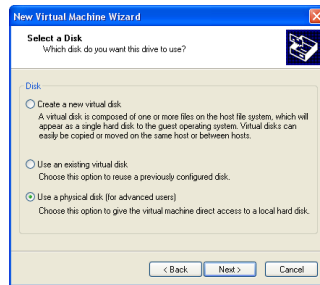 New Virtual Machine Wizard
Select a Disk
Which disk do you want this drive to use?
Disk
Create a new virtual disk
A virtual disk is composed of one or more files on the host file system, which will
appear as a single hard disk to the guest operating system. Virtual disks can
easily be copied or moved on the same host or between hosts.
Use an existing virtual disk
Choose this option to reuse a previously configured disk.
Use a physical disk (for advanced users)
Choose this option to give the virtual machine direct access to a local hard disk.
< Back
Next >
Cancel